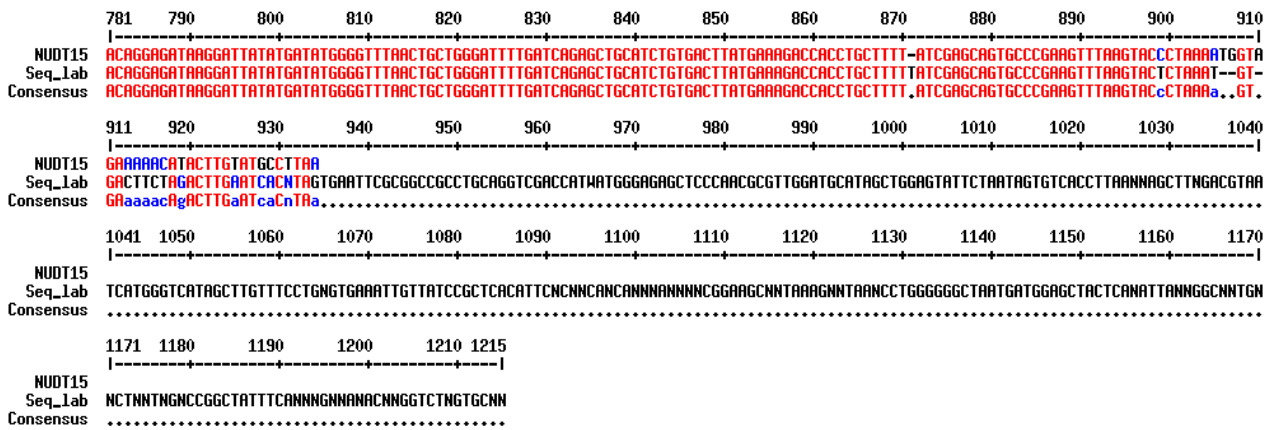 781 790 800 810 820 830 840 850 860 870 880 890 900 910
|--------+---------+---------+---------+---------+---------+---------+---------+---------+---------+---------+---------+---------|
NUDT15 ACAGGAGATAAGGATTATATGATATGGGGTTTAACTGCTGGGATTTTGATCAGAGCTGCATCTGTGACTTATGAAAGACCACCTGCTTTT-ATCGAGCAGTGCCCGAAGTTTAAGTACCCTAAAATGGTA
Seq_lab ACAGGAGATAAGGATTATATGATATGGGGTTTAACTGCTGGGATTTTGATCAGAGCTGCATCTGTGACTTATGAAAGACCACCTGCTTTTTATCGAGCAGTGCCCGAAGTTTAAGTACTCTAAAT--GT-
Consensus ACAGGAGATAAGGATTATATGATATGGGGTTTAACTGCTGGGATTTTGATCAGAGCTGCATCTGTGACTTATGAAAGACCACCTGCTTTT.ATCGAGCAGTGCCCGAAGTTTAAGTACcCTAAAa..GT.
911 920 930 940 950 960 970 980 990 1000 1010 1020 1030 1040
|--------+---------+---------+---------+---------+---------+---------+---------+---------+---------+---------+---------+---------|
NUDT15 GAAAAACATACTTGTATGCCTTAA
Seq_lab GACTTCTAGACTTGAATCACNTAGTGAATTCGCGGCCGCCTGCAGGTCGACCATWATGGGAGAGCTCCCAACGCGTTGGATGCATAGCTGGAGTATTCTAATAGTGTCACCTTAANNAGCTTNGACGTAA
Consensus GAaaaacAgACTTGaATcaCnTAa..........................................................................................................
1041 1050 1060 1070 1080 1090 1100 1110 1120 1130 1140 1150 1160 1170
|--------+---------+---------+---------+---------+---------+---------+---------+---------+---------+---------+---------+---------|
NUDT15
Seq_lab TCATGGGTCATAGCTTGTTTCCTGNGTGAAATTGTTATCCGCTCACATTCNCNNCANCANNNANNNNCGGAAGCNNTAAAGNNTAANCCTGGGGGGCTAATGATGGAGCTACTCANATTANNGGCNNTGN
Consensus ..................................................................................................................................
1171 1180 1190 1200 1210 1215
|--------+---------+---------+---------+----|
NUDT15
Seq_lab NCTNNTNGNCCGGCTATTTCANNNGNNANACNNGGTCTNGTGCNN
Consensus .............................................